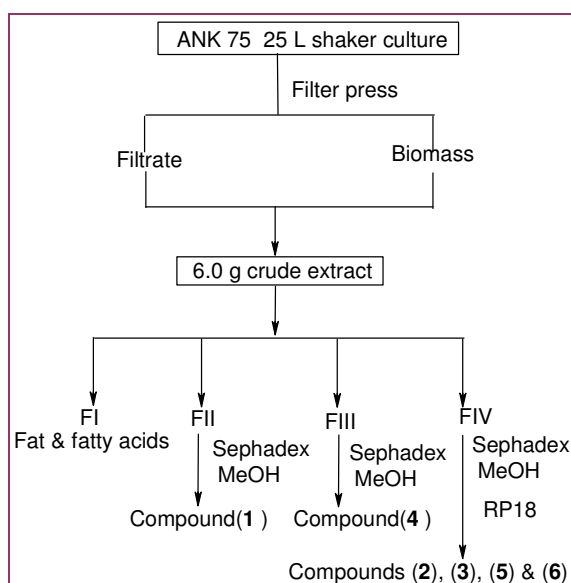 ANK 75 25 L shaker culture
Filter press
Filtrate
Biomass
6.0 g crude extract
FI
Fat & fatty acids
FII
Sephadex
MeOH
Compound(1 )
FIII
Sephadex
MeOH
Compound(4 )
FIV
Sephadex
MeOH
RP18
Compounds (2), (3), (5) & (6)